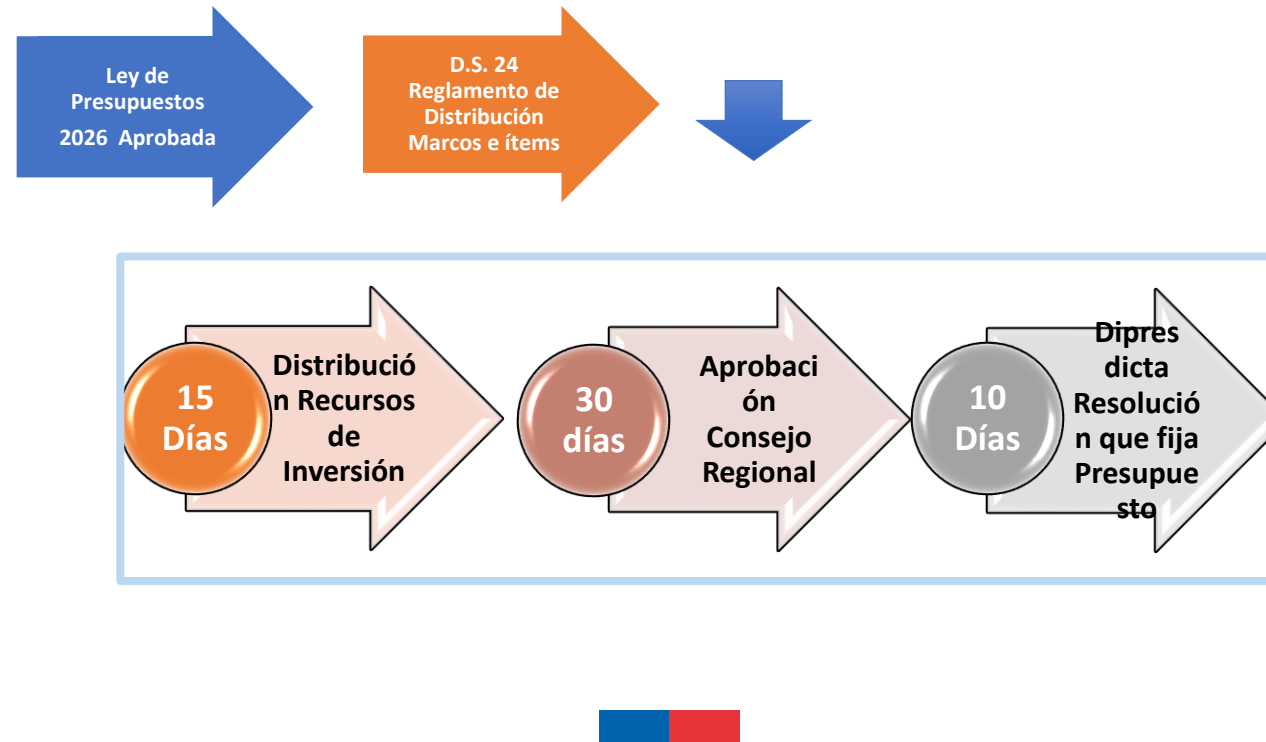 Ley de
Presupuestos
2026 Aprobada
D.S. 24
Reglamento de
Distribución
Marcos e ítems
15
Días
Distribució
n Recursos
de
Inversión
30
días
Aprobaci
ón
Consejo
Regional
10
Días
Dipres
dicta
Resolució
n que fija
Presupue
sto